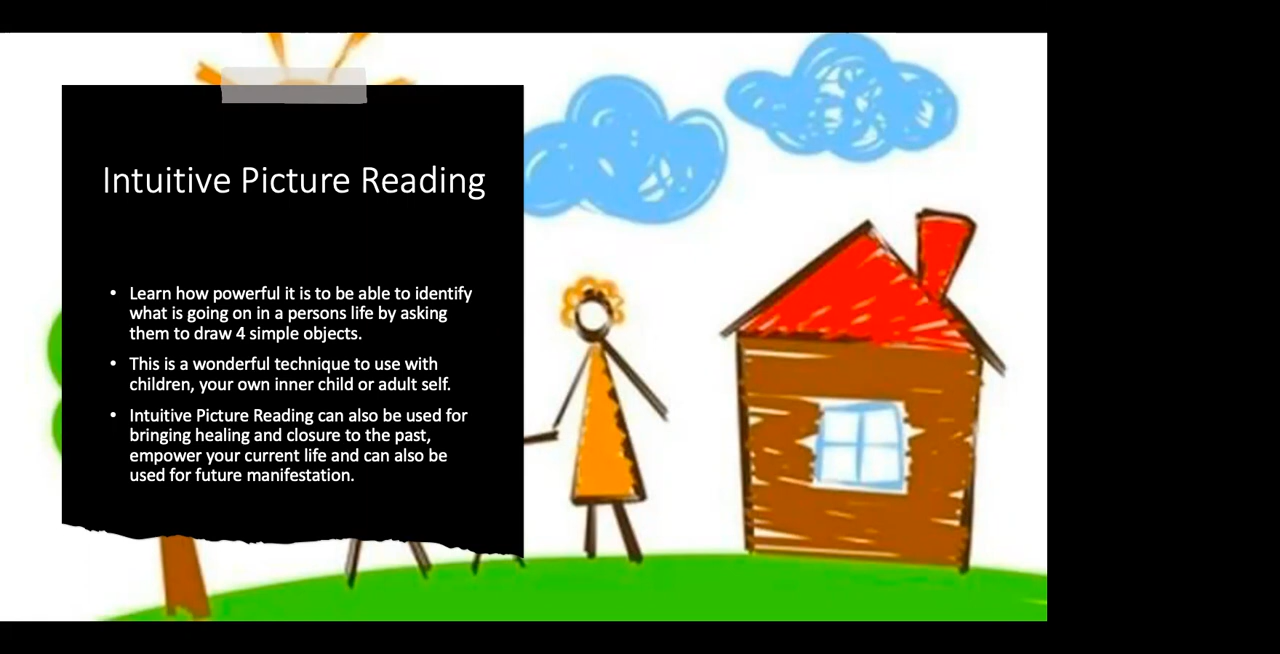 Intuitive Picture Reading
• Learn how powerful it is to be able to identify
what is going on in a persons life by asking
them to draw 4 simple objects.
• This is a wonderful technique to use with
children, your own inner child or adult self.
• Intuitive Picture Reading can also be used for
bringing healing and closure to the past,
empower your current life and can also be
used for future manifestation.